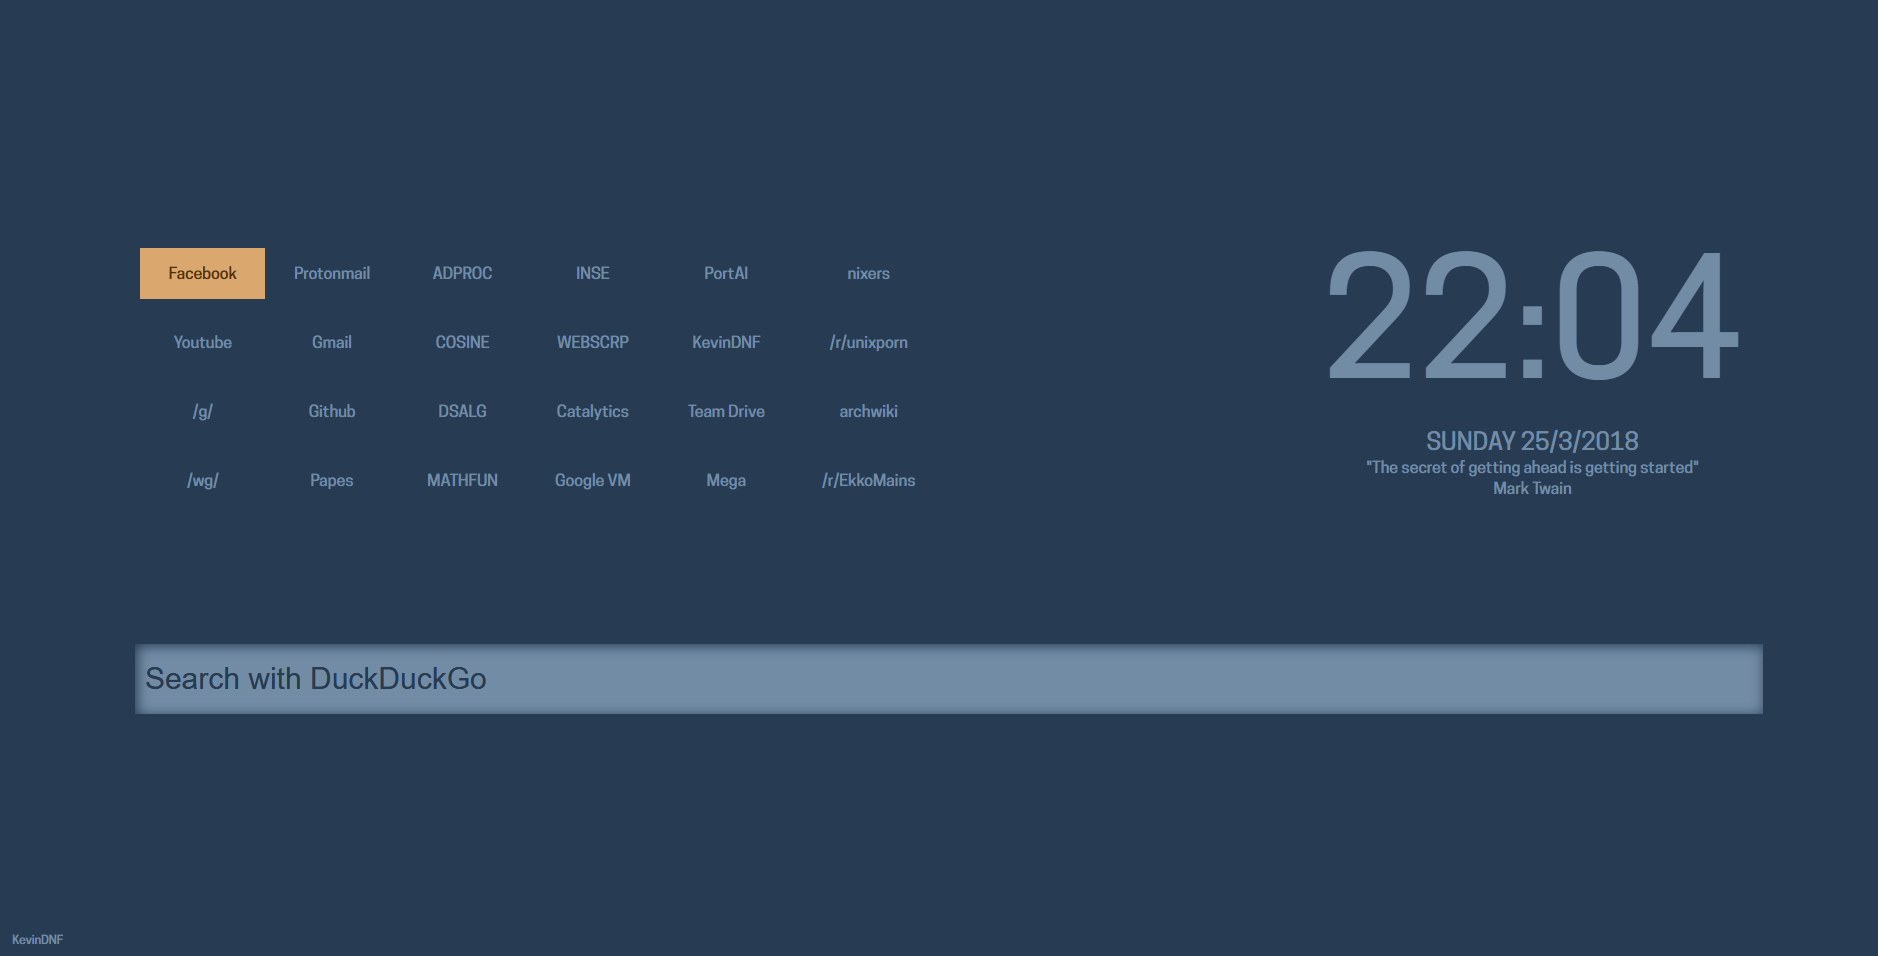 Facebook Protonmail ADPROC INSE PortAI nixers
Youtube Gmail COSINE WEBSCRP KevinDNF /r/unixporn
/g/ Github DSALG Catalytics Team Drive archwiki
/wg/ Papes MATHFUN Google VM Mega /r/EkkoMains
22:04
SUNDAY 25/3/2018
"The secret of getting ahead is getting started"
Mark Twain
Search with DuckDuckGo
KevinDNF